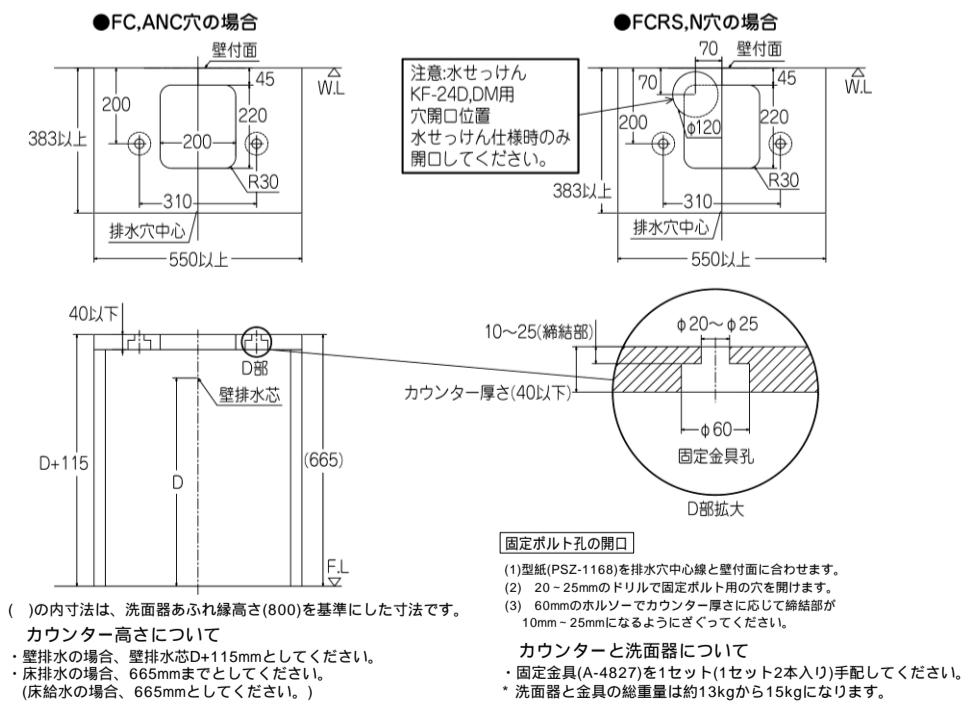 ●FC,ANC穴の場合
壁付面
45
W.L
200
220
383以上
200
R30
310
排水穴中心
550以上
●FCRS,N穴の場合
70
壁付面
注意:水せっけん
KF-24D,DM用
穴開口位置
水せっけん仕様時のみ
開口してください。
70
45
W.L
200
220
φ120
383以上
R30
310
排水穴中心
550以上
40以下
D部
壁排水芯
D+115
D
(665)
F.L
10〜25(締結部)
φ20〜φ25
カウンター厚さ(40以下)
φ60
固定金具孔
D部拡大
( )の内寸法は、洗面器あふれ縁高さ(800)を基準にした寸法です。
カウンター高さについて
・壁排水の場合、壁排水芯D+115mmとしてください。
・床排水の場合、665mmまでとしてください。
(床給水の場合、665mmとしてください。)
固定ボルト孔の開口
(1)型紙(PSZ-1168)を排水穴中心線と壁付面に合わせます。
(2) 20~25mmのドリルで固定ボルト用の穴を開けます。
(3) 60mmのホルソーでカウンター厚さに応じて締結部が
10mm~25mmになるようにざぐってください。
カウンターと洗面器について
・固定金具(A-4827)を1セット(1セット2本入り)手配してください。
* 洗面器と金具の総重量は約13kgから15kgになります。